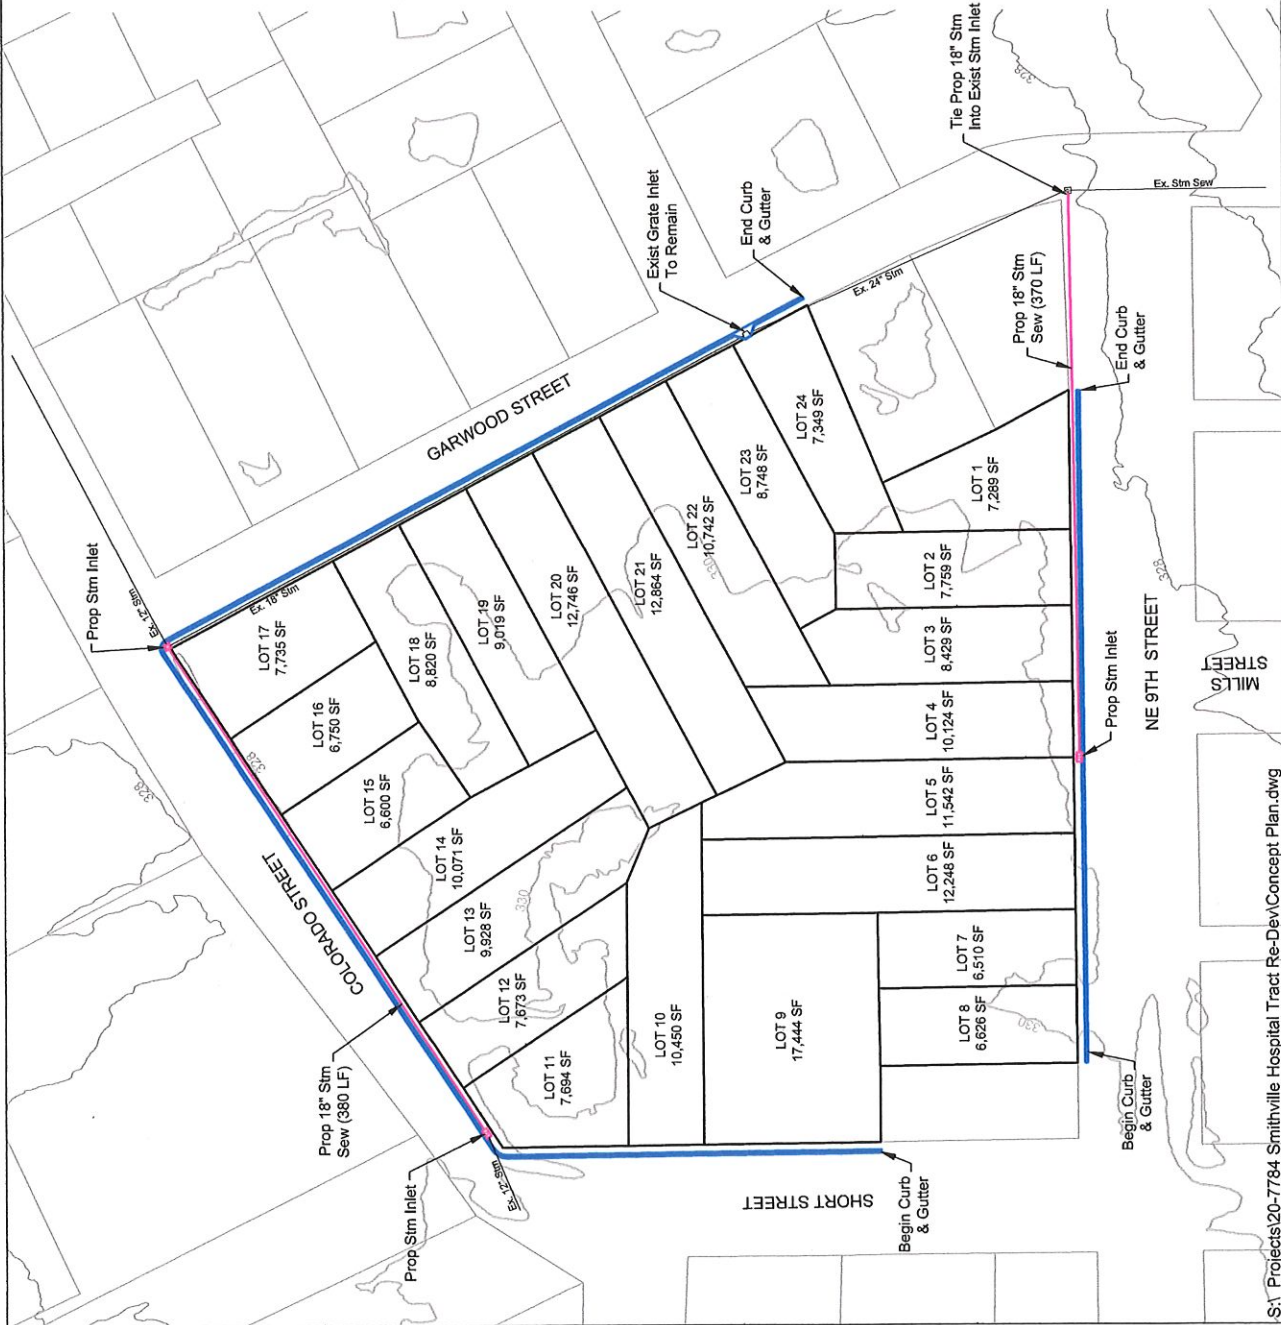 Tie Prop 18" Stm
Into Exist Stm Inlet
328
Ex. Stm Sew
Exist Grate Inlet
To Remain
End Curb
& Gutter
Ex. 24" Stm
Prop 18" Stm
Sew (370 LF)
End Curb
& Gutter
GARWOOD STREET
Prop Stm Inlet
Ex. 12" Stm
Ex. 18" Stm
LOT 17
7,735 SF
LOT 16
6,750 SF
LOT 15
6,600 SF
LOT 18
8,820 SF
LOT 19
9,019 SF
LOT 20
12,746 SF
LOT 21
12,864 SF
LOT 22
10,742 SF
LOT 23
8,748 SF
LOT 24
7,349 SF
LOT 1
7,289 SF
LOT 2
7,759 SF
LOT 3
8,429 SF
LOT 4
10,124 SF
LOT 5
11,542 SF
LOT 6
12,248 SF
LOT 7
6,510 SF
LOT 8
6,626 SF
LOT 9
17,444 SF
LOT 10
10,450 SF
LOT 11
7,694 SF
LOT 12
7,673 SF
LOT 13
9,928 SF
LOT 14
10,071 SF
328
328
330
330
330
328
COLORADO STREET
Prop 18" Stm
Sew (380 LF)
Prop Stm Inlet
Ex. 12" Stm
SHORT STREET
Begin Curb
& Gutter
Begin Curb
& Gutter
Prop Stm Inlet
NE 9TH STREET
MILLS
STREET
S:\_Projects\20-7784 Smithville Hospital Tract Re-Dev\Concept Plan.dwg